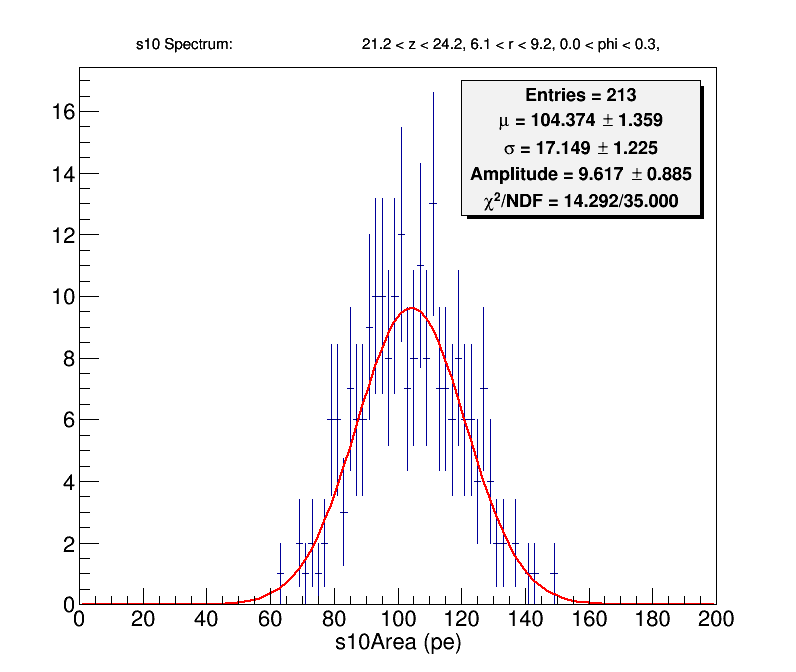 s10 Spectrum: 21.2 < z < 24.2, 6.1 < r < 9.2, 0.0 < phi < 0.3,
Entries = 213
μ = 104.374 ± 1.359
σ = 17.149 ± 1.225
Amplitude = 9.617 ± 0.885
χ²/NDF = 14.292/35.000
16
14
12
10
8
6
4
2
0
0 20 40 60 80 100 120 140 160 180 200
s10Area (pe)